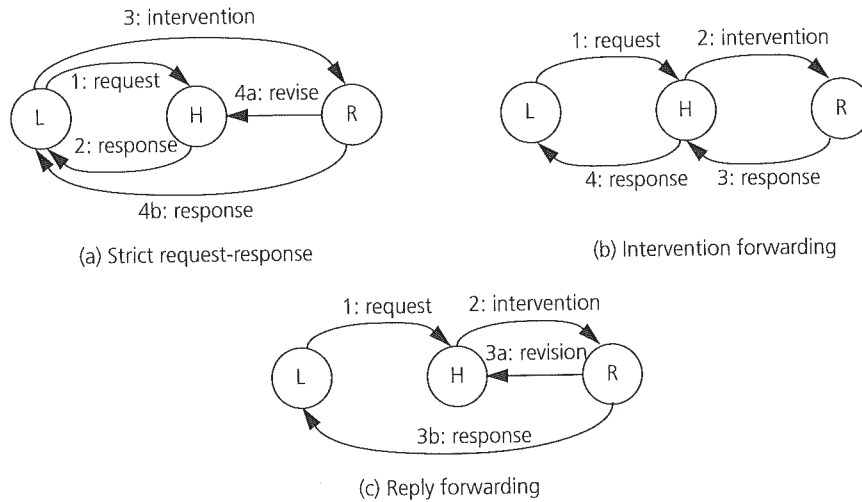 3: intervention
1: request
4a: revise
L
H
R
2: response
4b: response
(a) Strict request-response
1: request
2: intervention
L
H
R
4: response
3: response
(b) Intervention forwarding
1: request
2: intervention
3a: revision
L
H
R
3b: response
(c) Reply forwarding